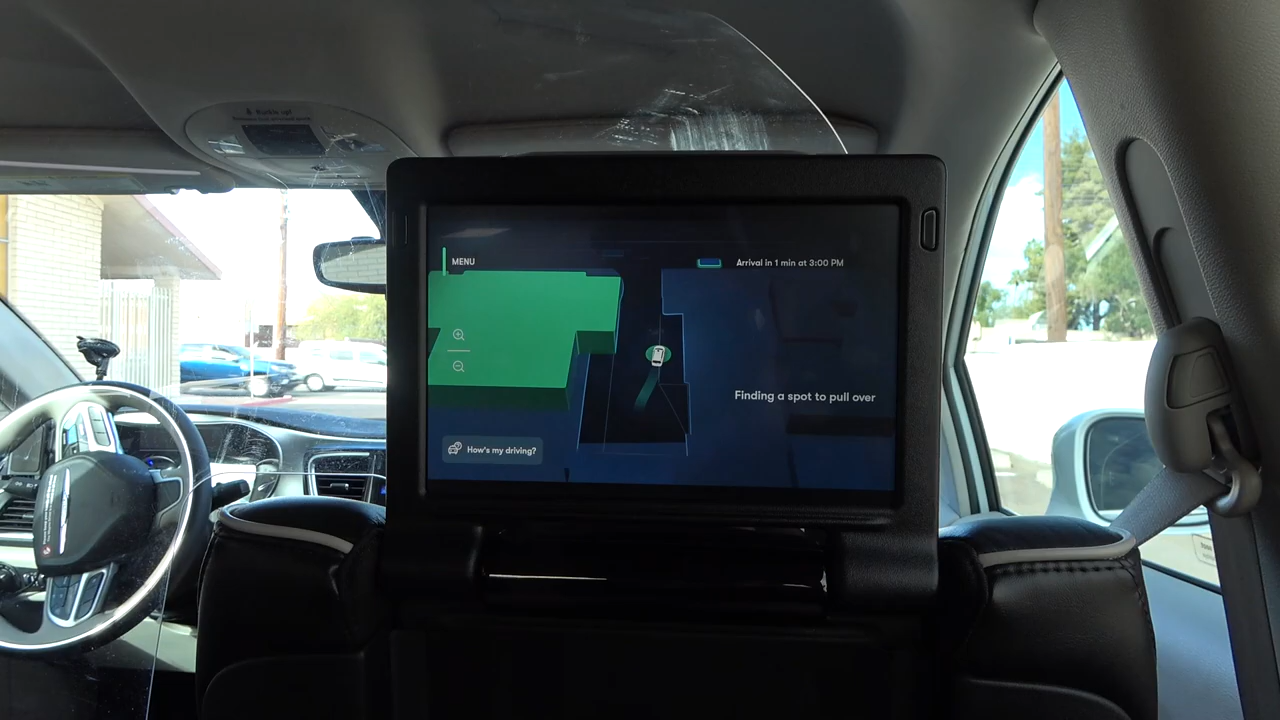 MENU
Arrival in 1 min at 3:00 PM
Finding a spot to pull over
How's my driving?